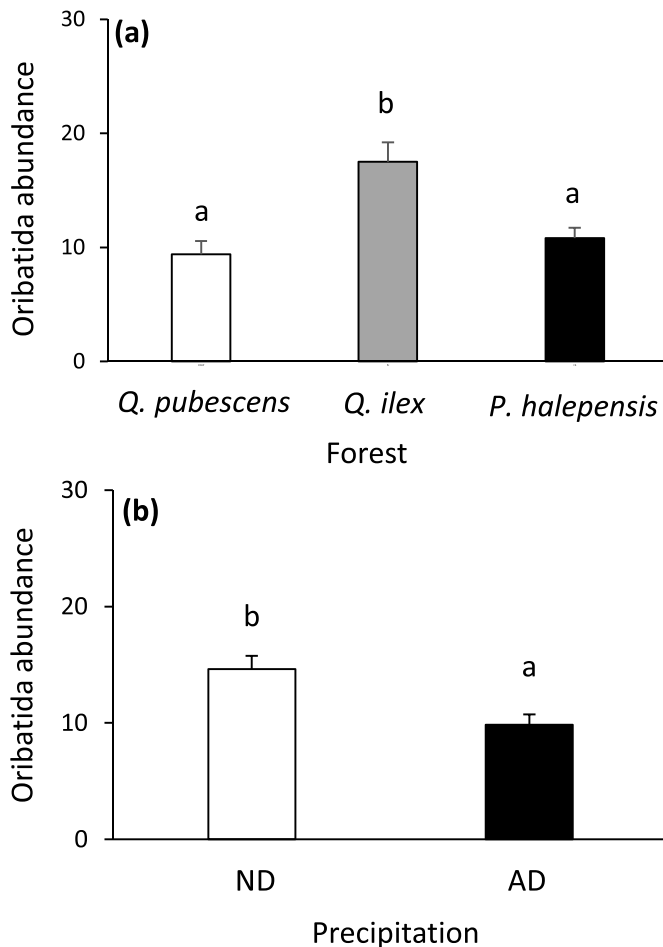 (a)
Oribatida abundance
30
20
10
0
a
b
a
Q. pubescens
Q. ilex
P. halepensis
Forest
(b)
Oribatida abundance
30
20
10
0
b
a
ND
AD
Precipitation